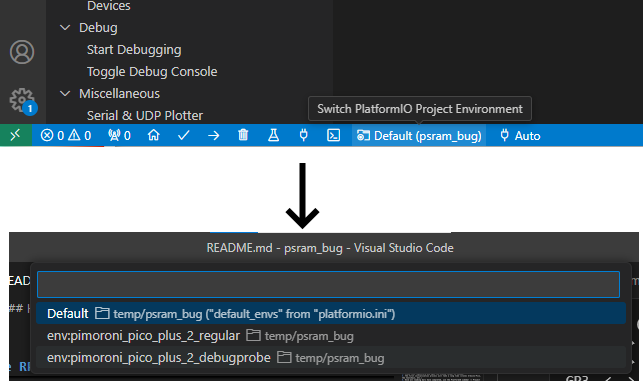 Devices
Debug
Start Debugging
Toggle Debug Console
Miscellaneous
Serial & UDP Plotter
Switch PlatformIO Project Environment
1
0 0 0 Default (psram_bug) Auto
README.md - psram_bug - Visual Studio Code
Default temp/psram_bug ("default_envs" from "platformio.ini")
env:pimoroni_pico_plus_2_regular temp/psram_bug
env:pimoroni_pico_plus_2_debugprobe temp/psram_bug
GP3